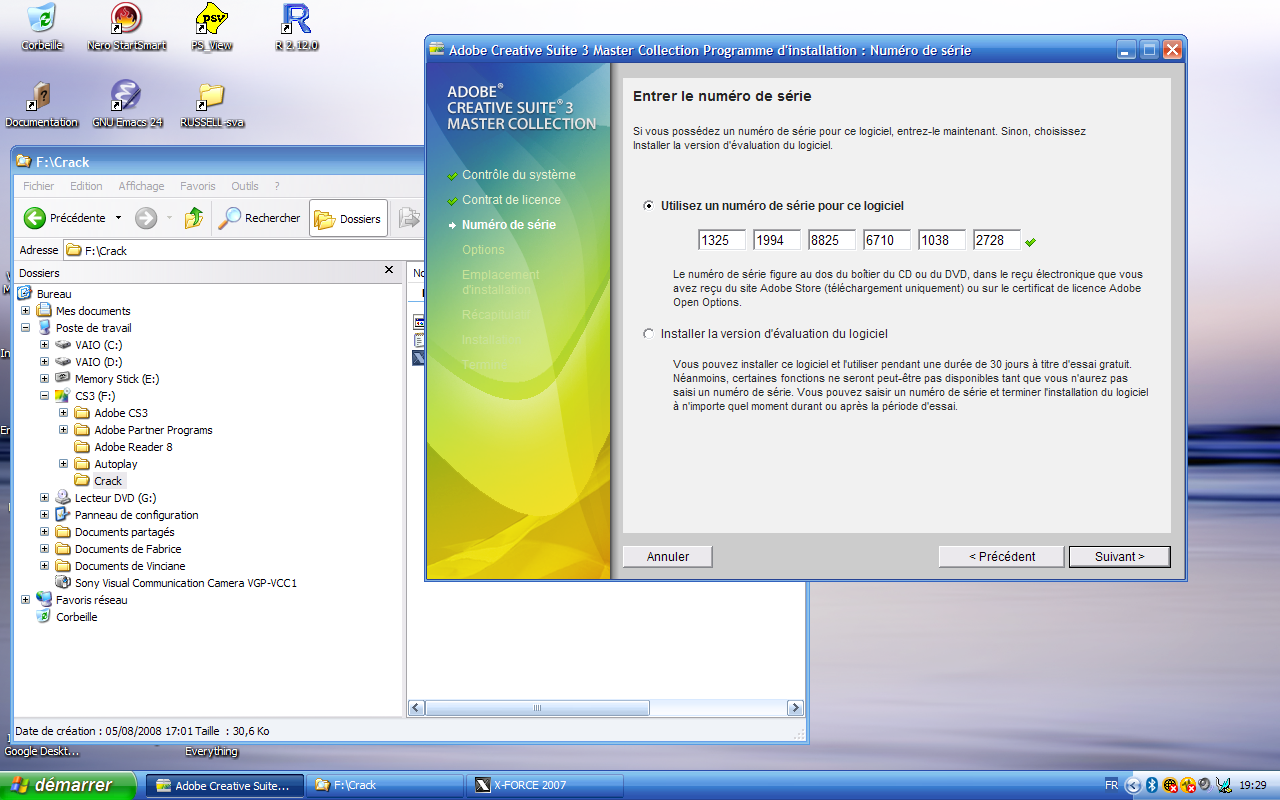 Corbeille
Nero StartSmart
PS_View
R 2.12.0
Documentation
GNU Emacs 24
RUSSELL-sva
Adobe Creative Suite 3 Master Collection Programme d'installation : Numéro de série
ADOBE®
CREATIVE SUITE® 3
MASTER COLLECTION
Contrôle du système
Contrat de licence
Numéro de série
Options
Emplacement
d'installation
Entrer le numéro de série
Si vous possédez un numéro de série pour ce logiciel, entrez-le maintenant. Sinon, choisissez
Installer la version d'évaluation du logiciel.
Utilisez un numéro de série pour ce logiciel
1325 1994 8825 6710 1038 2728
Le numéro de série figure au dos du boîtier du CD ou du DVD, dans le reçu électronique que vous
avez reçu du site Adobe Store (téléchargement uniquement) ou sur le certificat de licence Adobe
Open Options.
Installer la version d'évaluation du logiciel
Vous pouvez installer ce logiciel et l'utiliser pendant une durée de 30 jours à titre d'essai gratuit.
Néanmoins, certaines fonctions ne seront peut-être pas disponibles tant que vous n'aurez pas
saisi un numéro de série. Vous pouvez saisir un numéro de série et terminer l'installation du logiciel
à n'importe quel moment durant ou après la période d'essai.
Annuler
< Précédent
Suivant >
F:\Crack
Fichier Edition Affichage Favoris Outils ?
Précédente
Rechercher
Dossiers
Adresse F:\Crack
Dossiers
Bureau
Mes documents
Poste de travail
VAIO (C:)
VAIO (D:)
Memory Stick (E:)
CS3 (F:)
Adobe CS3
Adobe Partner Programs
Adobe Reader 8
Autoplay
Crack
Lecteur DVD (G:)
Panneau de configuration
Documents partagés
Documents de Fabrice
Documents de Vinciane
Sony Visual Communication Camera VGP-VCC1
Favoris réseau
Corbeille
Date de création : 05/08/2008 17:01 Taille : 30,6 Ko
Google Deskt...
Everything
démarrer
Adobe Creative Suite...
F:\Crack
X-FORCE 2007
FR
19:29